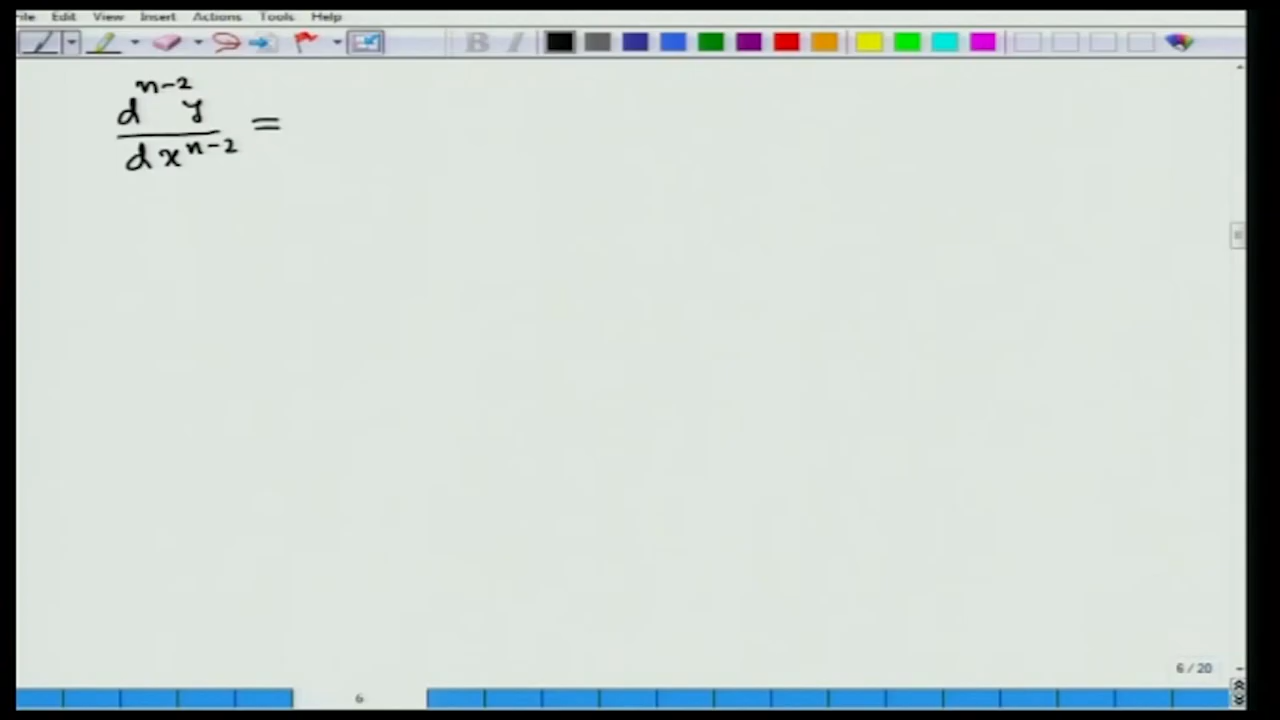 File Edit View Insert Actions Tools Help
B I
d^{n-2} y / dx^{n-2} =
6 / 20
6